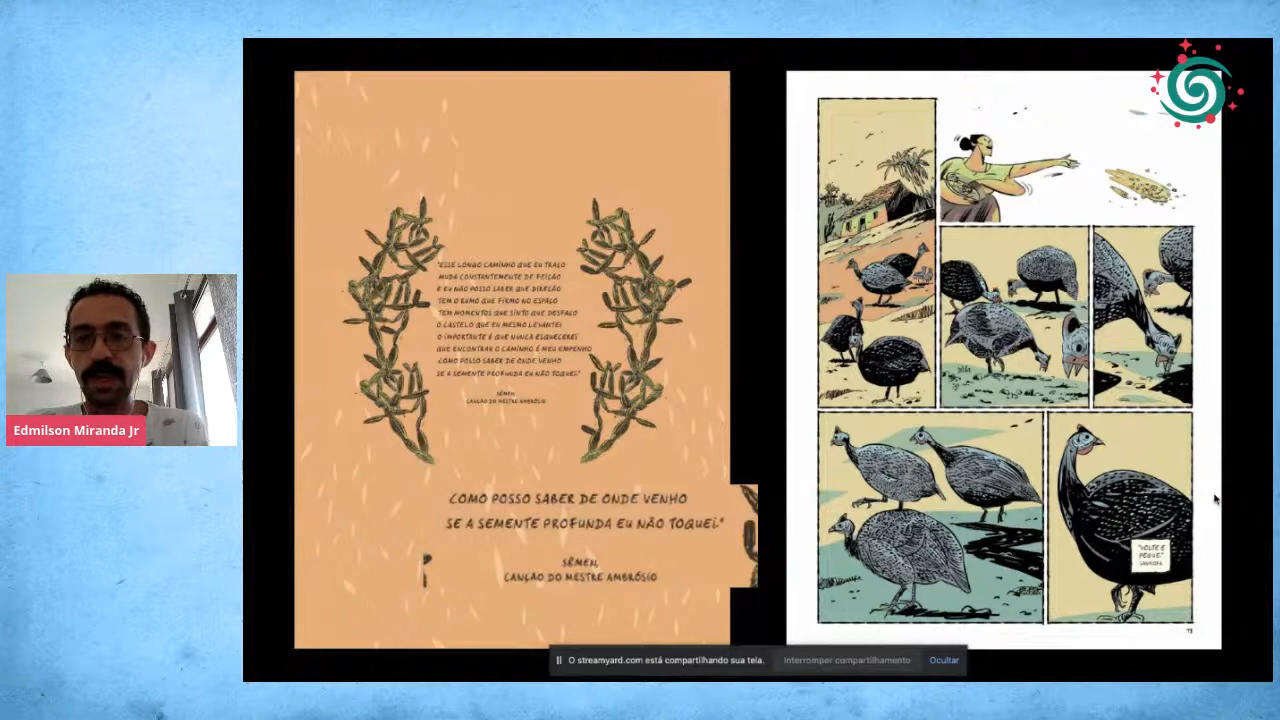 "ESSE LONGO CAMINHO QUE EU TRAÇO
MUDA CONSTANTEMENTE DE FEIÇÃO
E EU NÃO POSSO SABER QUE DIREÇÃO
TEM O RUMO QUE FIRMO NO ESPAÇO
TEM MOMENTOS QUE SINTO QUE DESFAÇO
O CASTELO QUE EU MESMO LEVANTEI
O IMPORTANTE É QUE NUNCA ESQUECEREI
QUE ENCONTRAR O CAMINHO É MEU EMPENHO
COMO POSSO SABER DE ONDE VENHO
SE A SEMENTE PROFUNDA EU NÃO TOQUEI."
SÊMEN,
CANÇÃO DO MESTRE AMBRÓSIO
COMO POSSO SABER DE ONDE VENHO
SE A SEMENTE PROFUNDA EU NÃO TOQUEI."
SÊMEN,
CANÇÃO DO MESTRE AMBRÓSIO
"VOLTE E
PEGUE"
SANKOFA
73
Edmilson Miranda Jr
O streamyard.com está compartilhando sua tela.
Interromper compartilhamento
Ocultar